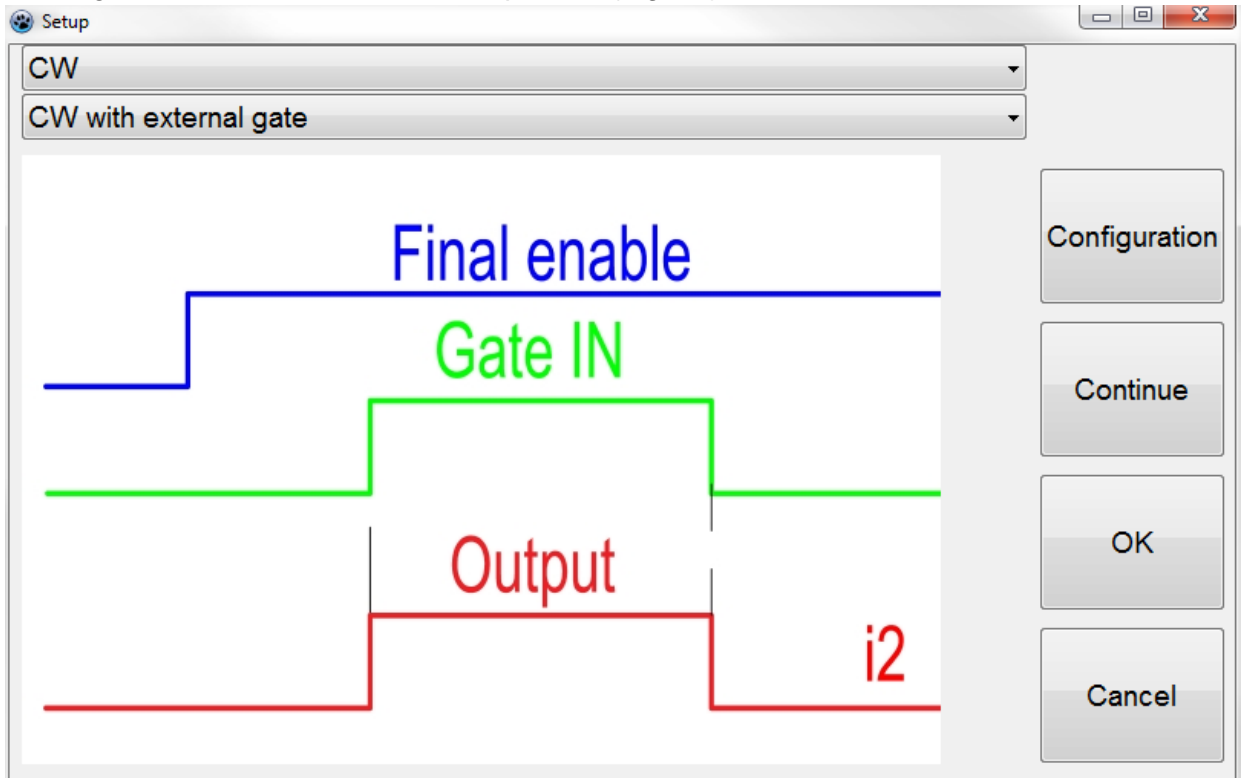 Setup
CW
CW with external gate
Final enable
Gate IN
Output
i2
Configuration
Continue
OK
Cancel